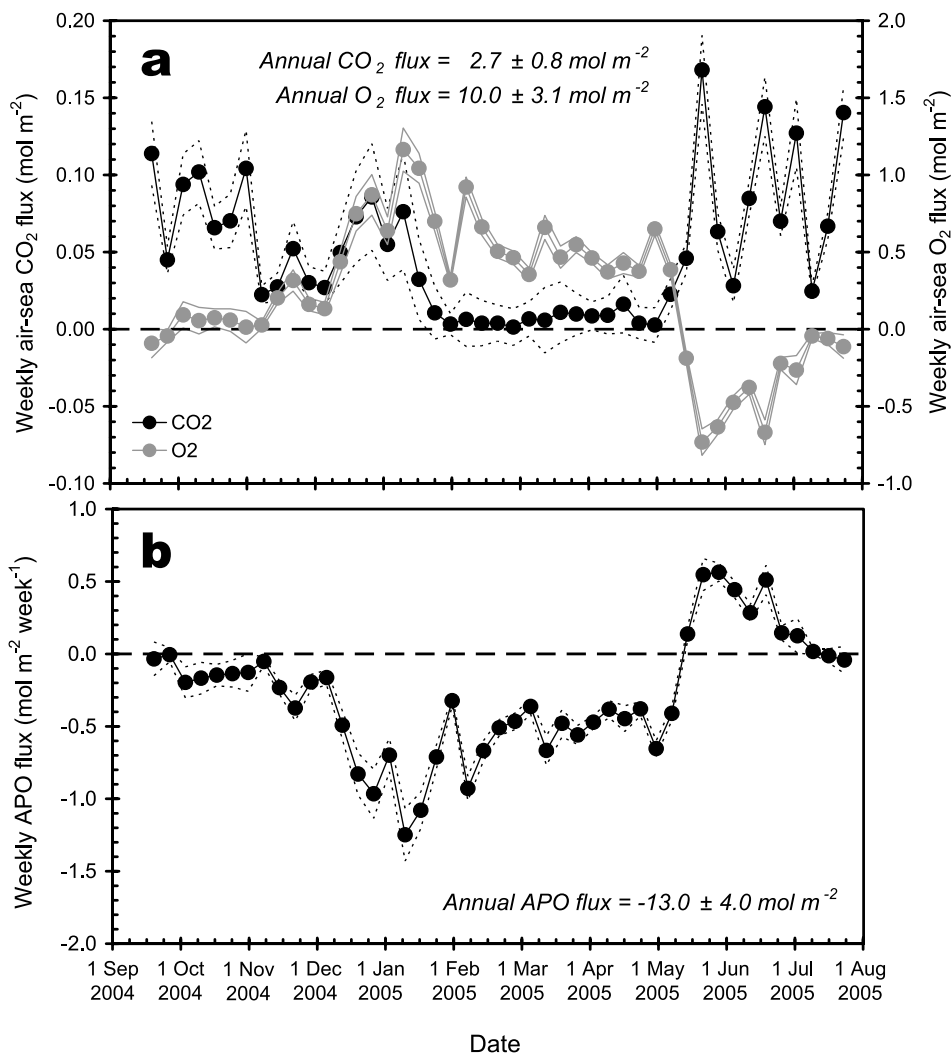 a
Annual CO2 flux = 2.7 ± 0.8 mol m-2
Annual O2 flux = 10.0 ± 3.1 mol m-2
Weekly air-sea CO2 flux (mol m-2)
0.20
0.15
0.10
0.05
0.00
-0.05
-0.10
Weekly air-sea O2 flux (mol m-2)
2.0
1.5
1.0
0.5
0.0
-0.5
-1.0
CO2
O2
b
Weekly APO flux (mol m-2 week-1)
1.0
0.5
0.0
-0.5
-1.0
-1.5
-2.0
Annual APO flux = -13.0 ± 4.0 mol m-2
1 Sep 1 Oct 1 Nov 1 Dec 1 Jan 1 Feb 1 Mar 1 Apr 1 May 1 Jun 1 Jul 1 Aug
2004 2004 2004 2004 2005 2005 2005 2005 2005 2005 2005 2005
Date